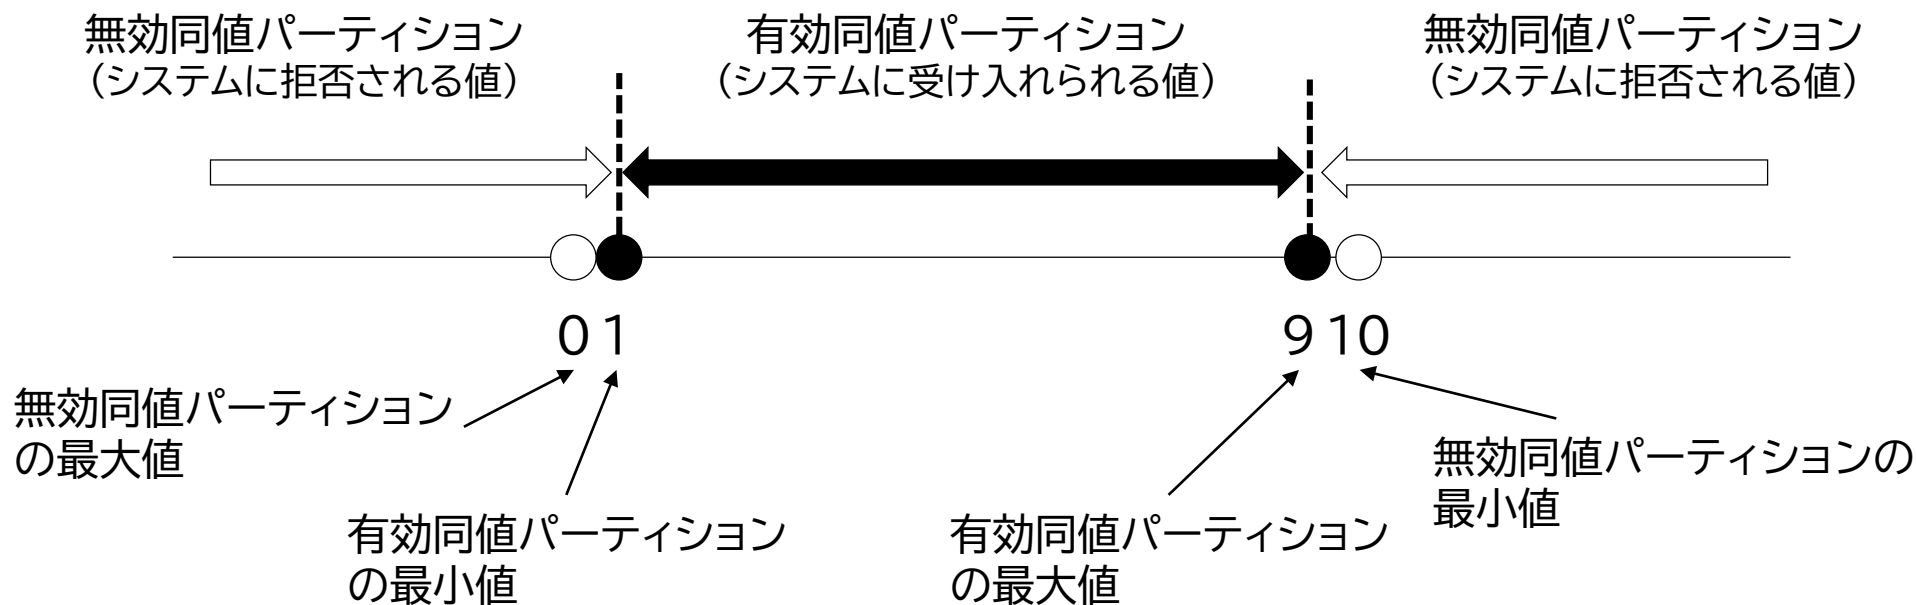 無効同値パーティション
（システムに拒否される値）
有効同値パーティション
（システムに受け入れられる値）
無効同値パーティション
（システムに拒否される値）
0 1
9 10
無効同値パーティション
の最大値
有効同値パーティション
の最小値
有効同値パーティション
の最大値
無効同値パーティションの
最小値